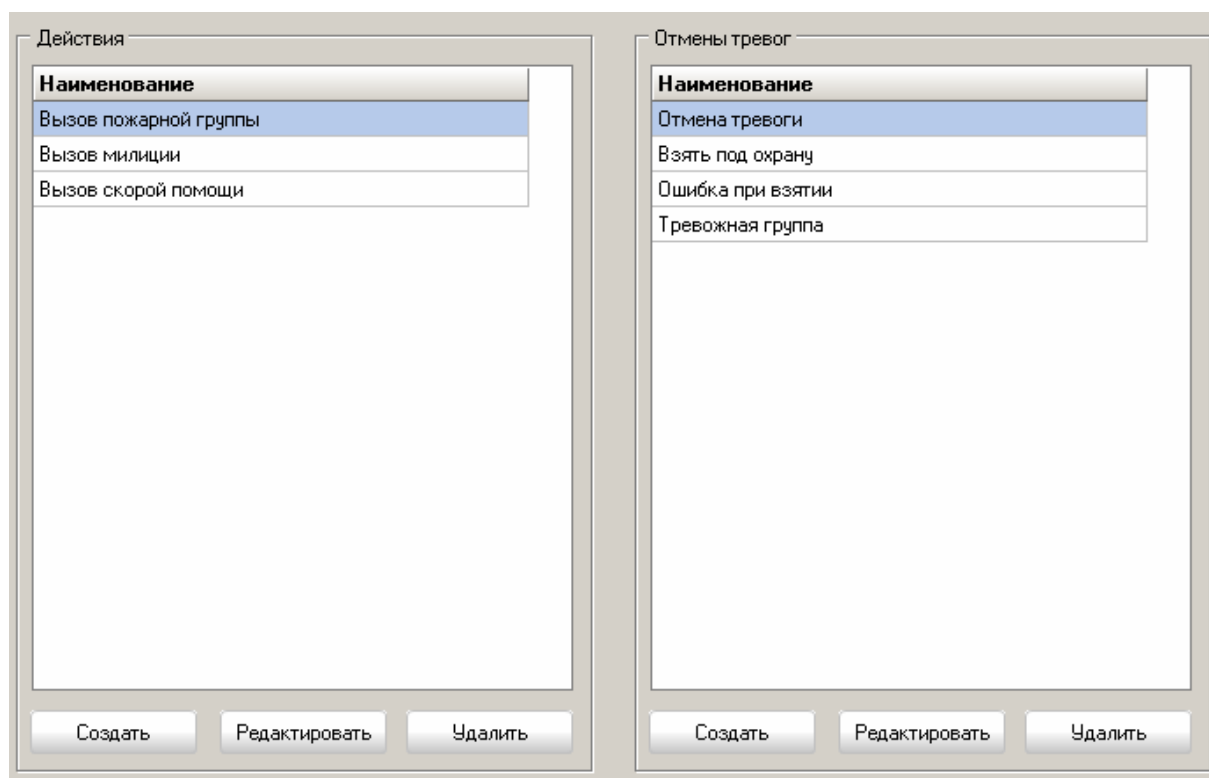 Действия
Наименование
Вызов пожарной группы
Вызов милиции
Вызов скорой помощи
Создать
Редактировать
Удалить
Отмены тревог
Наименование
Отмена тревоги
Взять под охрану
Ошибка при взятии
Тревожная группа
Создать
Редактировать
Удалить